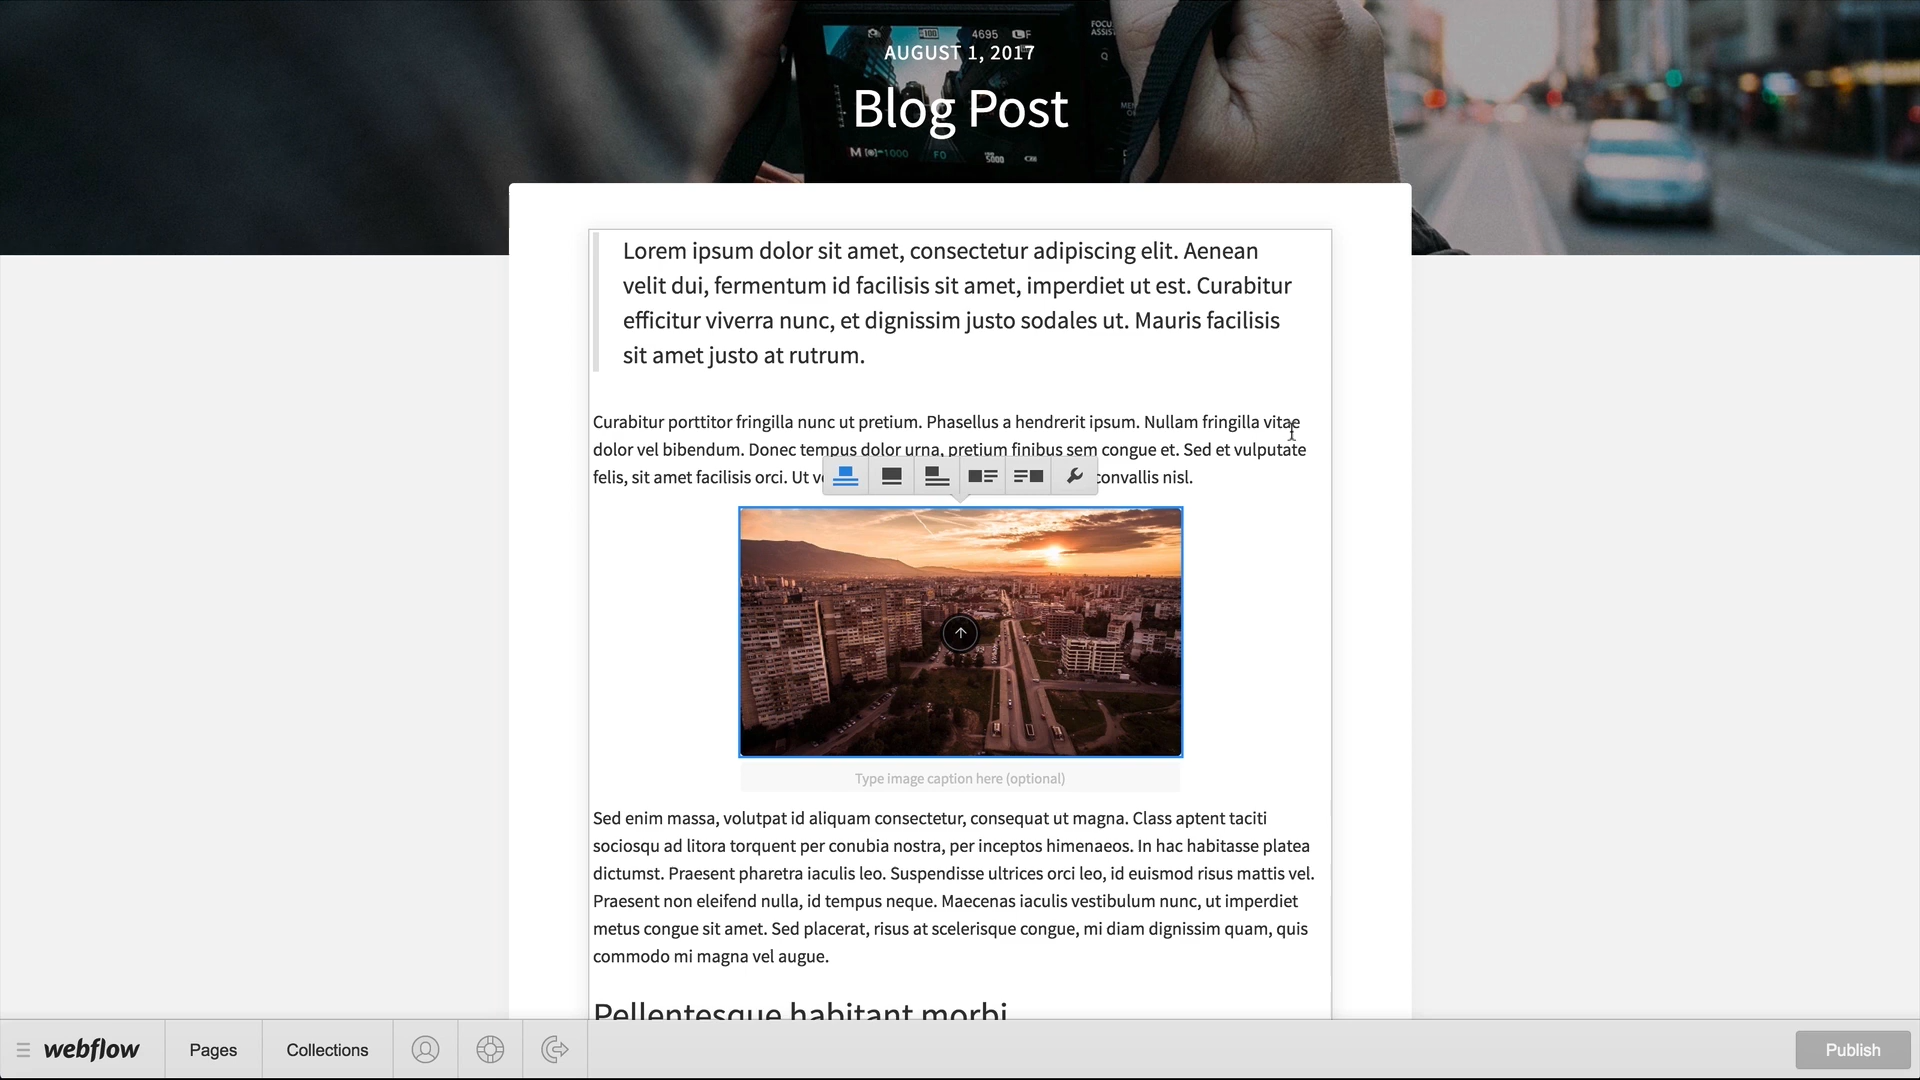 FOCU
ASSIS
4695
AUGUST 1, 2017
Blog Post
M
1000
F0
5000
Lorem ipsum dolor sit amet, consectetur adipiscing elit. Aenean
velit dui, fermentum id facilisis sit amet, imperdiet ut est. Curabitur
efficitur viverra nunc, et dignissim justo sodales ut. Mauris facilisis
sit amet justo at rutrum.
Curabitur porttitor fringilla nunc ut pretium. Phasellus a hendrerit ipsum. Nullam fringilla vitae
dolor vel bibendum. Donec tempus dolor urna, pretium finibus sem congue et. Sed et vulputate
felis, sit amet facilisis orci. Ut convallis nisl.
Type image caption here (optional)
Sed enim massa, volutpat id aliquam consectetur, consequat ut magna. Class aptent taciti
sociosqu ad litora torquent per conubia nostra, per inceptos himenaeos. In hac habitasse platea
dictumst. Praesent pharetra iaculis leo. Suspendisse ultrices orci leo, id euismod risus mattis vel.
Praesent non eleifend nulla, id tempus neque. Maecenas iaculis vestibulum nunc, ut imperdiet
metus congue sit amet. Sed placerat, risus at scelerisque congue, mi diam dignissim quam, quis
commodo mi magna vel augue.
Pellentesque habitant morbi
webflow
Pages
Collections
Publish